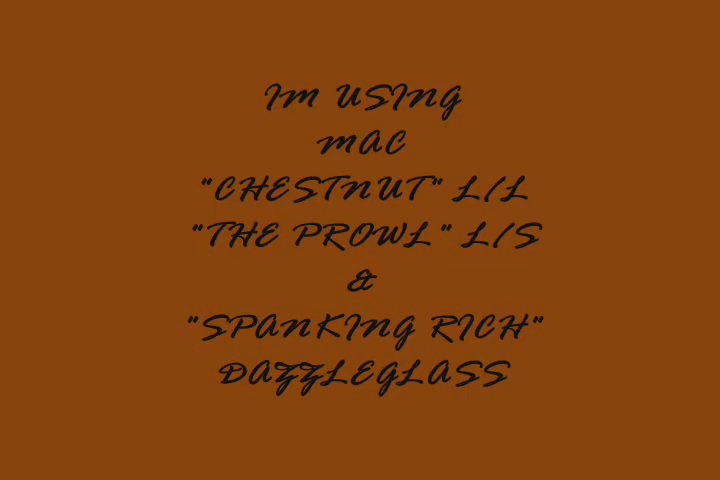 IM USING
MAC
"CHESTNUT" L/L
"THE PROWL" L/S
&
"SPANKING RICH"
DAZZLEGLASS